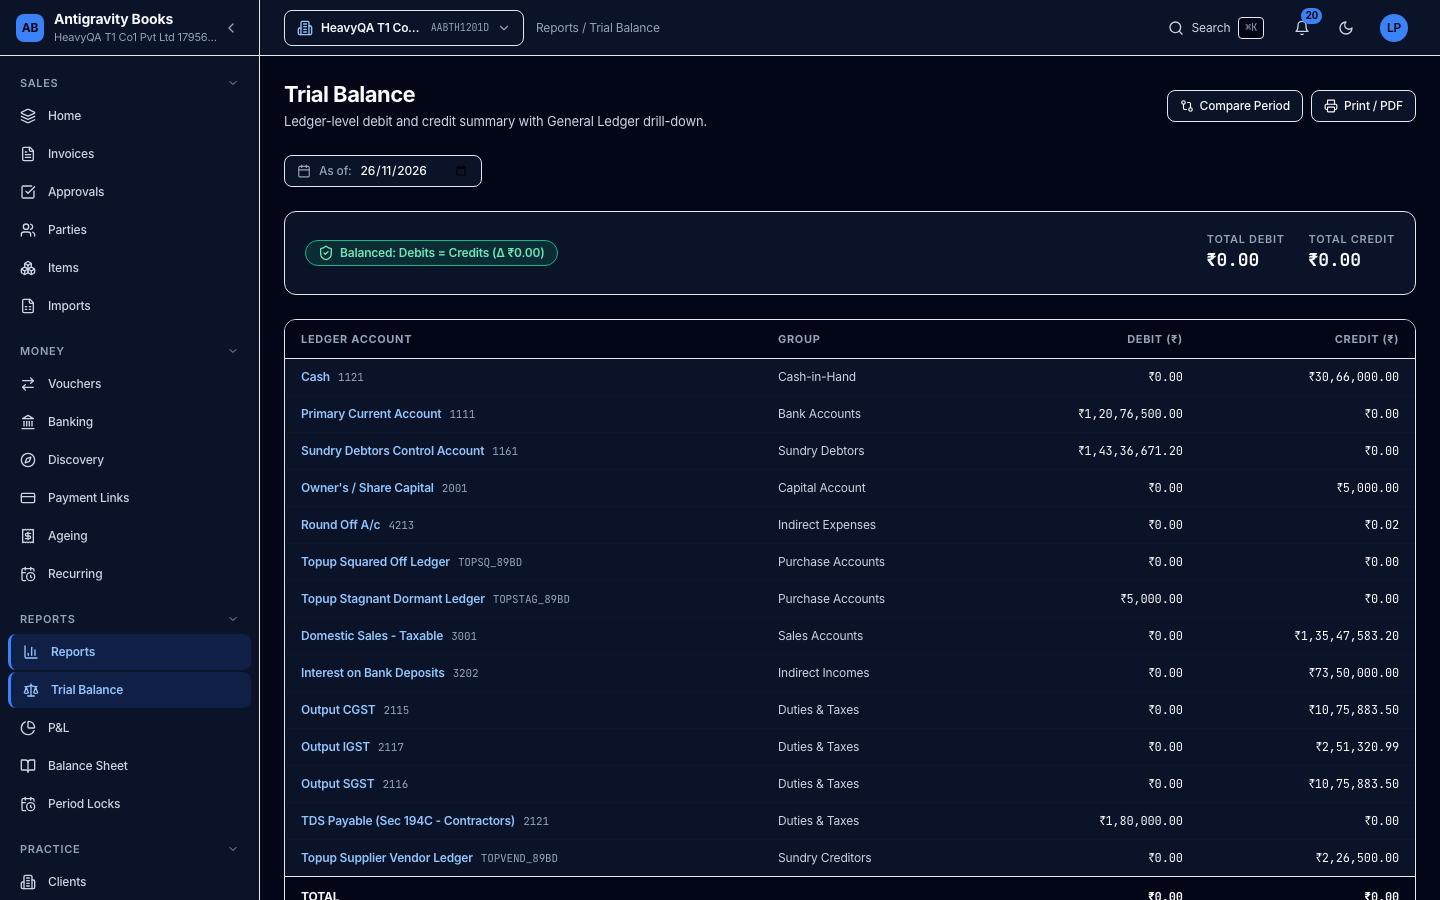 AB
Antigravity Books
HeavyQA T1 Co1 Pvt Ltd 17956...
HeavyQA T1 Co... AABTH1201D
Reports / Trial Balance
Search ⌘K
20
LP
SALES
Home
Invoices
Approvals
Parties
Items
Imports
MONEY
Vouchers
Banking
Discovery
Payment Links
Ageing
Recurring
REPORTS
Reports
Trial Balance
P&L
Balance Sheet
Period Locks
PRACTICE
Clients
Trial Balance
Ledger-level debit and credit summary with General Ledger drill-down.
Compare Period
Print / PDF
As of: 26/11/2026
Balanced: Debits = Credits (Δ ₹0.00)
TOTAL DEBIT TOTAL CREDIT
₹0.00 ₹0.00
LEDGER ACCOUNT GROUP DEBIT (₹) CREDIT (₹)
Cash 1121 Cash-in-Hand ₹0.00 ₹30,66,000.00
Primary Current Account 1111 Bank Accounts ₹1,20,76,500.00 ₹0.00
Sundry Debtors Control Account 1161 Sundry Debtors ₹1,43,36,671.20 ₹0.00
Owner's / Share Capital 2001 Capital Account ₹0.00 ₹5,000.00
Round Off A/c 4213 Indirect Expenses ₹0.00 ₹0.02
Topup Squared Off Ledger TOPSQ_89BD Purchase Accounts ₹0.00 ₹0.00
Topup Stagnant Dormant Ledger TOPSTAG_89BD Purchase Accounts ₹5,000.00 ₹0.00
Domestic Sales - Taxable 3001 Sales Accounts ₹0.00 ₹1,35,47,583.20
Interest on Bank Deposits 3202 Indirect Incomes ₹0.00 ₹73,50,000.00
Output CGST 2115 Duties & Taxes ₹0.00 ₹10,75,883.50
Output IGST 2117 Duties & Taxes ₹0.00 ₹2,51,320.99
Output SGST 2116 Duties & Taxes ₹0.00 ₹10,75,883.50
TDS Payable (Sec 194C - Contractors) 2121 Duties & Taxes ₹1,80,000.00 ₹0.00
Topup Supplier Vendor Ledger TOPVEND_89BD Sundry Creditors ₹0.00 ₹2,26,500.00
TOTAL ₹0.00 ₹0.00